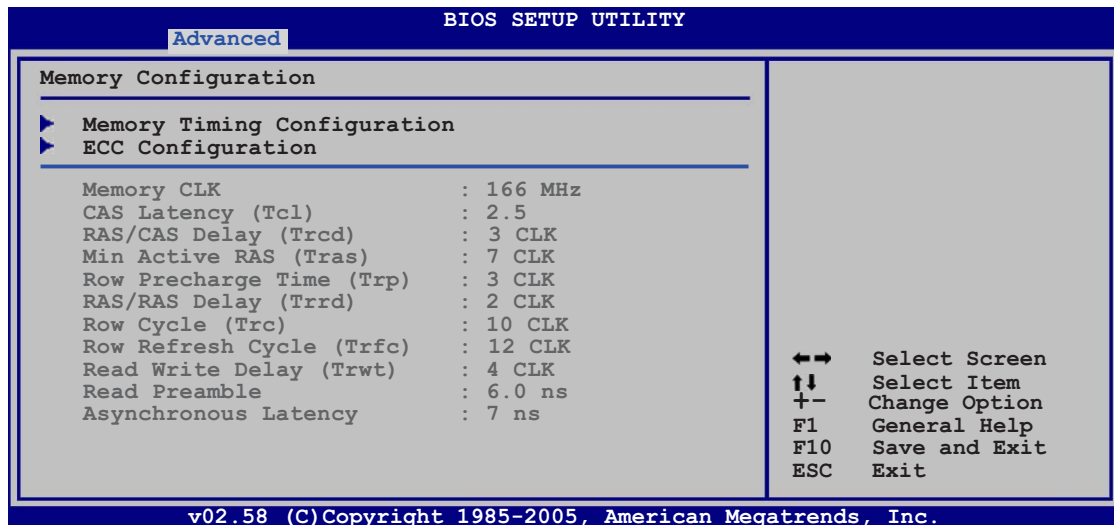 BIOS SETUP UTILITY
Advanced
Memory Configuration
Memory Timing Configuration
ECC Configuration
Memory CLK : 166 MHz
CAS Latency (Tcl) : 2.5
RAS/CAS Delay (Trcd) : 3 CLK
Min Active RAS (Tras) : 7 CLK
Row Precharge Time (Trp) : 3 CLK
RAS/RAS Delay (Trrd) : 2 CLK
Row Cycle (Trc) : 10 CLK
Row Refresh Cycle (Trfc) : 12 CLK
Read Write Delay (Trwt) : 4 CLK
Read Preamble : 6.0 ns
Asynchronous Latency : 7 ns
←→ Select Screen
↑↓ Select Item
+- Change Option
F1 General Help
F10 Save and Exit
ESC Exit
v02.58 (C)Copyright 1985-2005, American Megatrends, Inc.